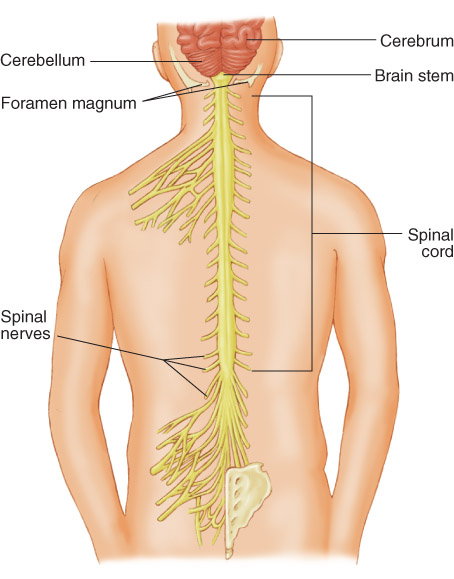 Cerebrum
Cerebellum
Brain stem
Foramen magnum
Spinal
cord
Spinal
nerves